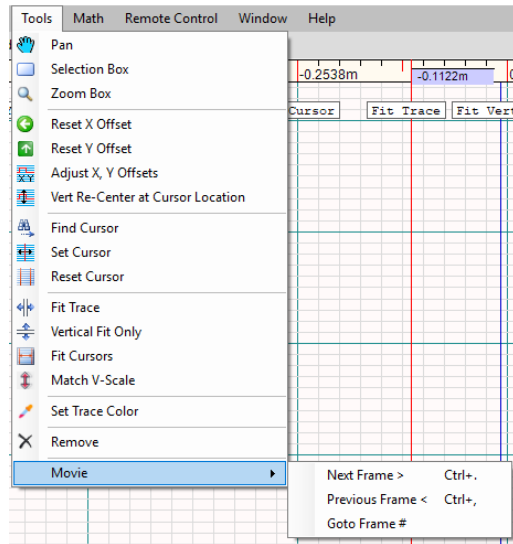 Tools Math Remote Control Window Help
Pan
Selection Box
-0.2538m -0.1122m
Zoom Box
Cursor Fit Trace Fit Vert
Reset X Offset
Reset Y Offset
Adjust X, Y Offsets
Vert Re-Center at Cursor Location
Find Cursor
Set Cursor
Reset Cursor
Fit Trace
Vertical Fit Only
Fit Cursors
Match V-Scale
Set Trace Color
Remove
Movie
Next Frame > Ctrl+.
Previous Frame < Ctrl+,
Goto Frame #